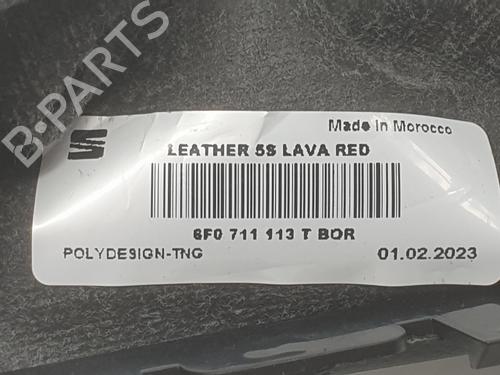 B-PARTS
Made in Morocco
LEATHER 5S LAVA RED
6F0 711 113 T BOR
POLYDESIGN-TNG
01.02.2023